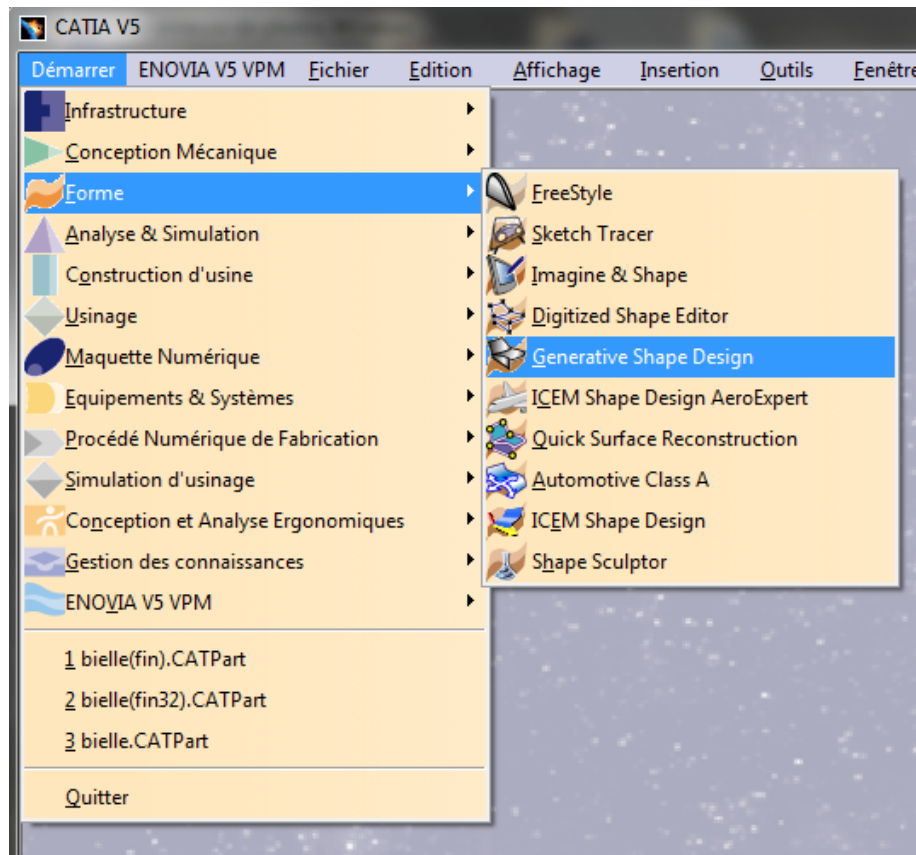 CATIA V5
Démarrer ENOVIA V5 VPM Fichier Edition Affichage Insertion Outils Fenêtre
Infrastructure
Conception Mécanique
Forme
Analyse & Simulation
Construction d'usine
Usinage
Maquette Numérique
Equipements & Systèmes
Procédé Numérique de Fabrication
Simulation d'usinage
Conception et Analyse Ergonomiques
Gestion des connaissances
ENOVIA V5 VPM
1 bielle(fin).CATPart
2 bielle(fin32).CATPart
3 bielle.CATPart
Quitter
FreeStyle
Sketch Tracer
Imagine & Shape
Digitized Shape Editor
Generative Shape Design
ICEM Shape Design AeroExpert
Quick Surface Reconstruction
Automotive Class A
ICEM Shape Design
Shape Sculptor